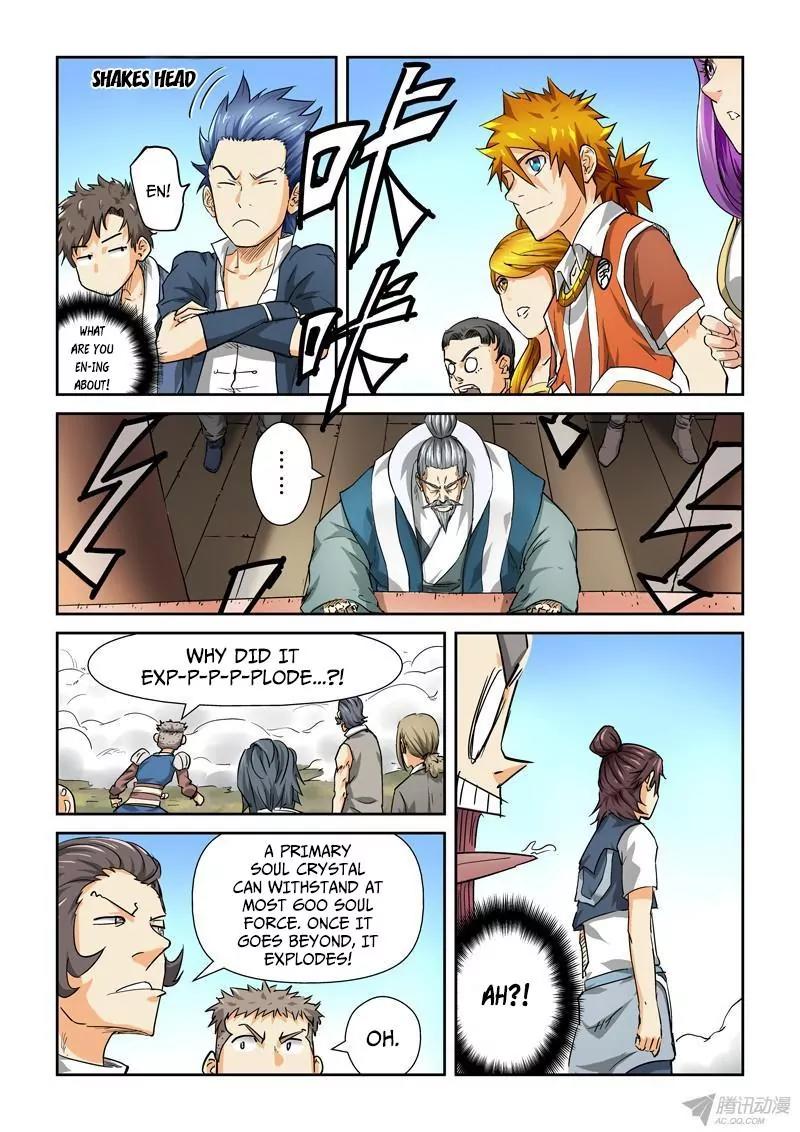 SHAKES HEAD
EN!
WHAT
ARE YOU
EN-ING
ABOUT!
咔
咔
......
WHY DID IT
EXP-P-P-P-PLODE...?!
AH?!
A PRIMARY
SOUL CRYSTAL
CAN WITHSTAND AT
MOST 600 SOUL
FORCE. ONCE IT
GOES BEYOND, IT
EXPLODES!
OH.
腾讯动漫
AC.QQ.COM